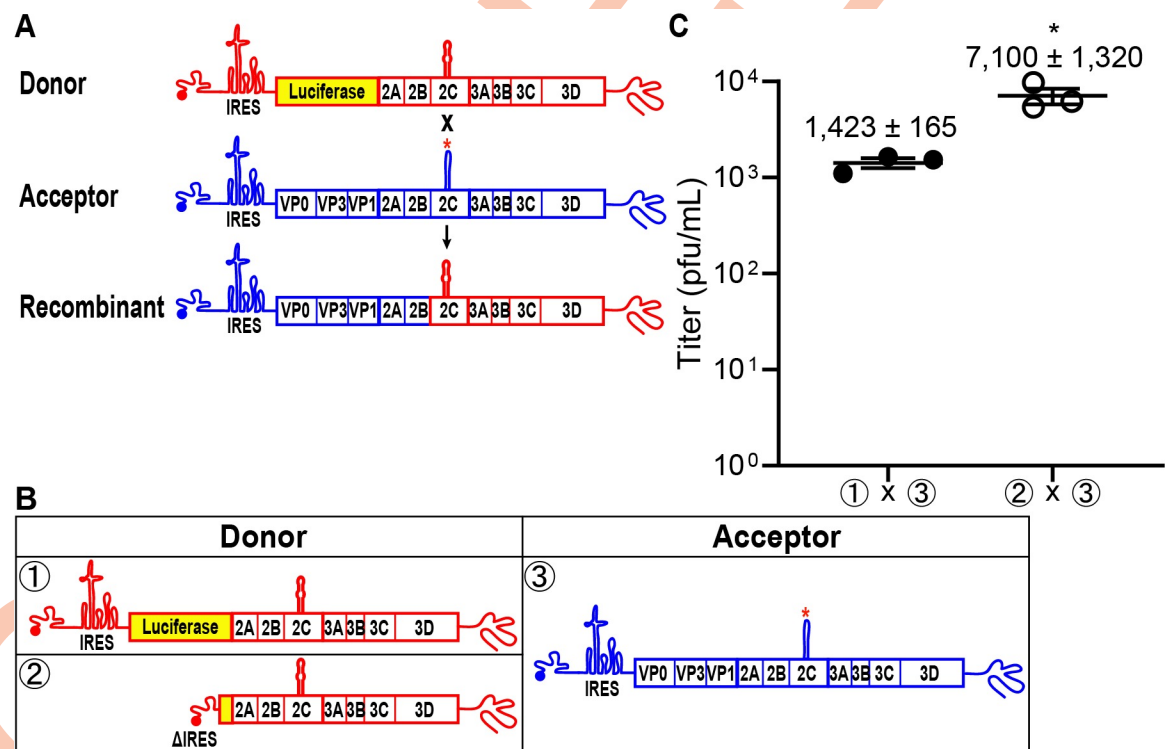 A
Donor
IRES
Luciferase 2A 2B 2C 3A 3B 3C 3D
X
*
Acceptor
IRES
VP0 VP3 VP1 2A 2B 2C 3A 3B 3C 3D
Recombinant
IRES
VP0 VP3 VP1 2A 2B 2C 3A 3B 3C 3D
C
*
7,100 ± 1,320
1,423 ± 165
Titer (pfu/mL)
10⁴
10³
10²
10¹
10⁰
① x ③
② x ③
B
Donor
Acceptor
①
IRES
Luciferase 2A 2B 2C 3A 3B 3C 3D
②
2A 2B 2C 3A 3B 3C 3D
ΔIRES
③
*
IRES
VP0 VP3 VP1 2A 2B 2C 3A 3B 3C 3D